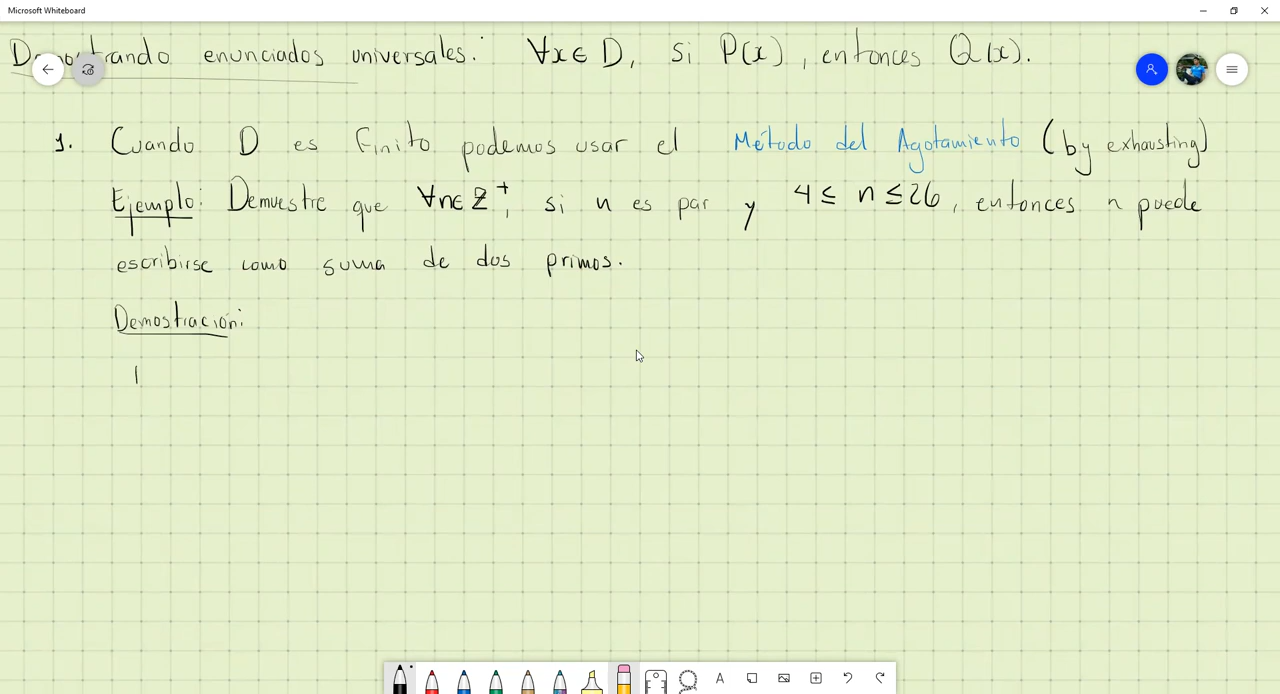 Microsoft Whiteboard
Demostrando enunciados universales: ∀x∈D, si P(x), entonces Q(x).
1. Cuando D es finito podemos usar el Método del Agotamiento (by exhausting)
Ejemplo: Demuestre que ∀n∈Z⁺, si n es par y 4 ≤ n ≤ 26, entonces n puede
escribirse como suma de dos primos.
Demostración: